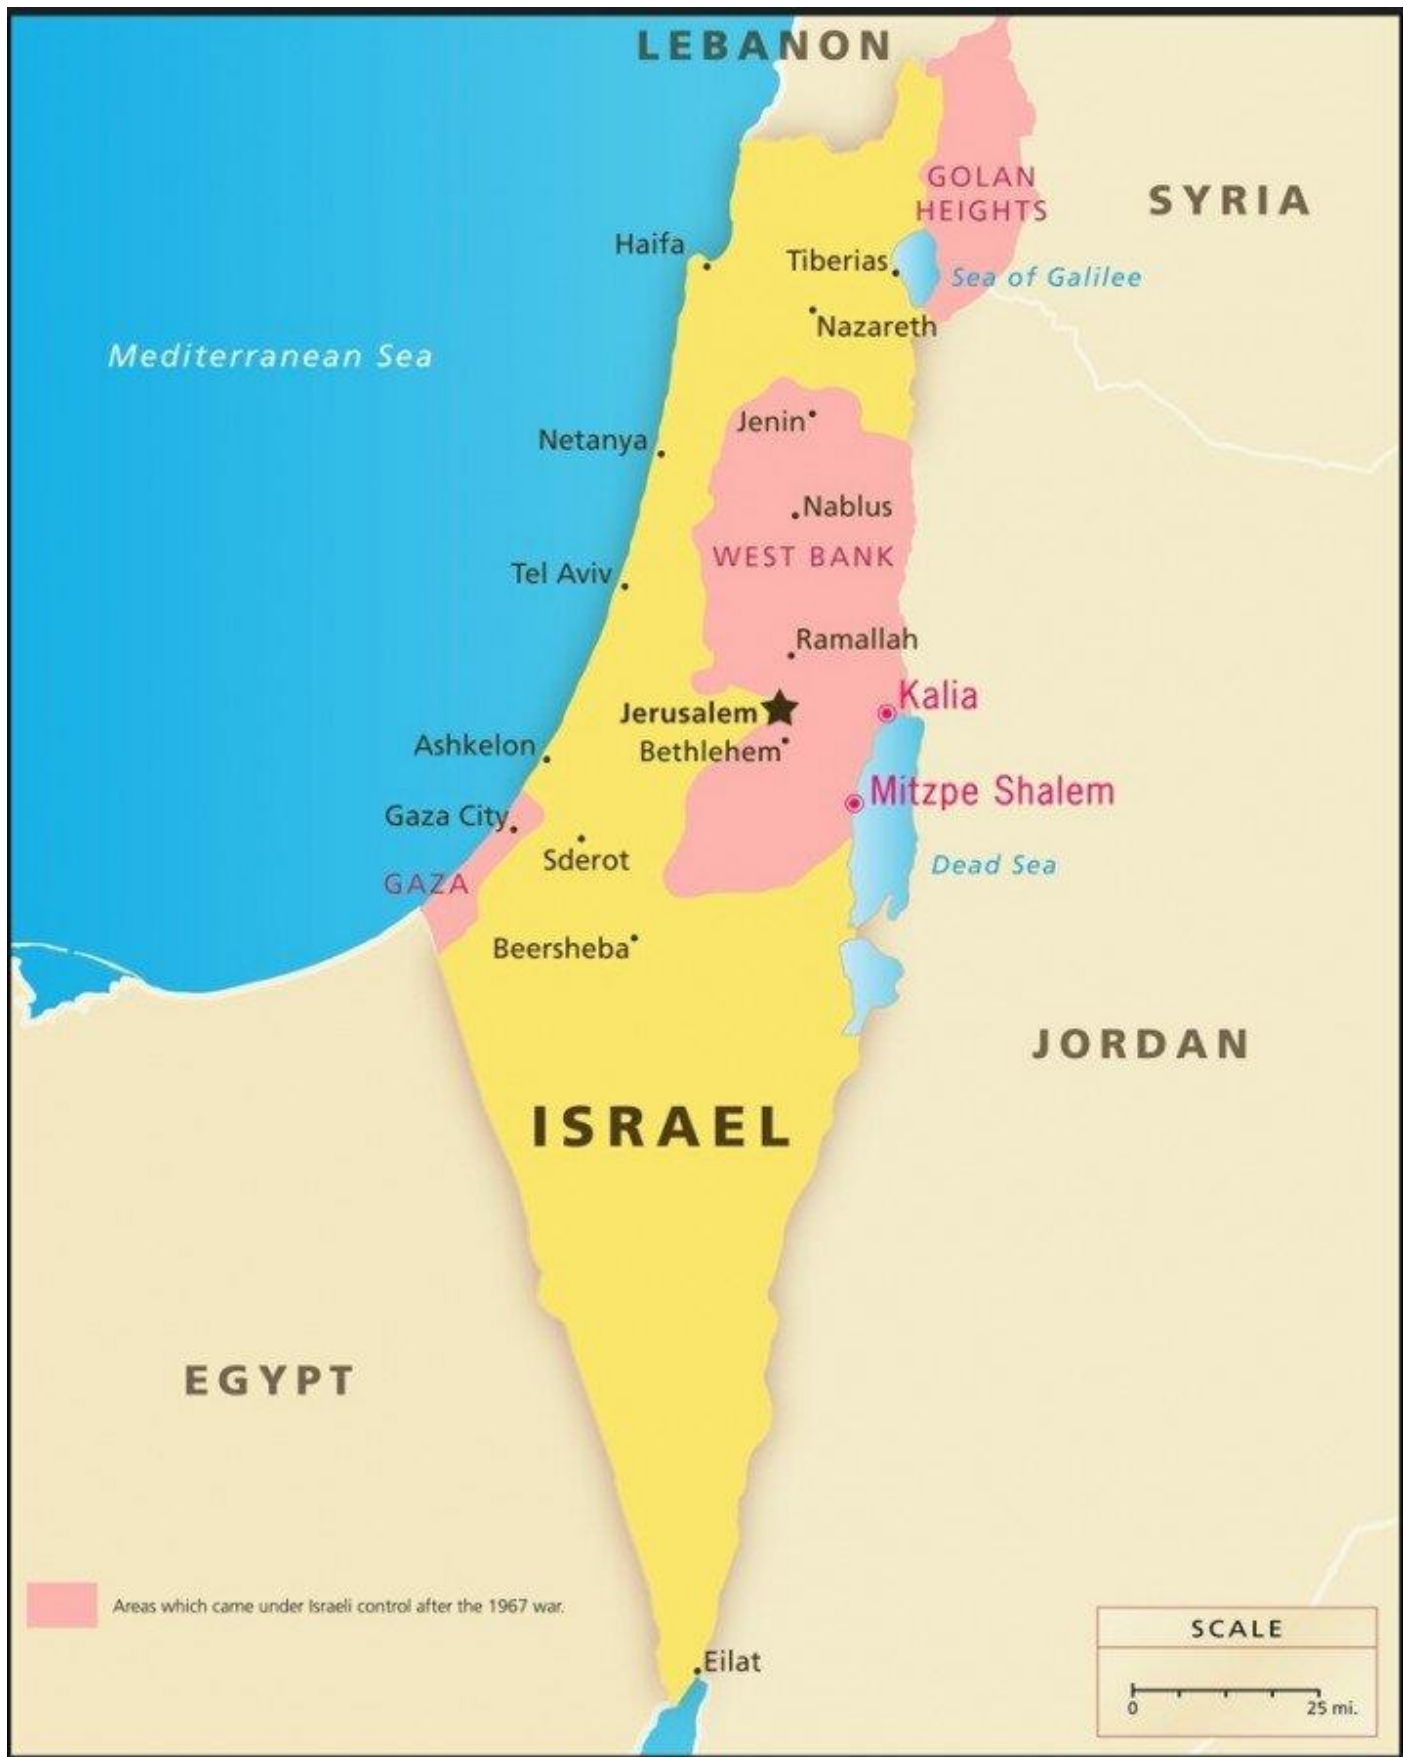 LEBANON
GOLAN
HEIGHTS
SYRIA
Haifa
Tiberias
Sea of Galilee
Nazareth
Mediterranean Sea
Jenin
Netanya
Nablus
WEST BANK
Tel Aviv
Ramallah
Kalia
Jerusalem
Ashkelon
Bethlehem
Mitzpe Shalem
Gaza City
Sderot
Dead Sea
GAZA
Beersheba
JORDAN
ISRAEL
EGYPT
Areas which came under Israeli control after the 1967 war.
SCALE
Eilat
0 25 mi.